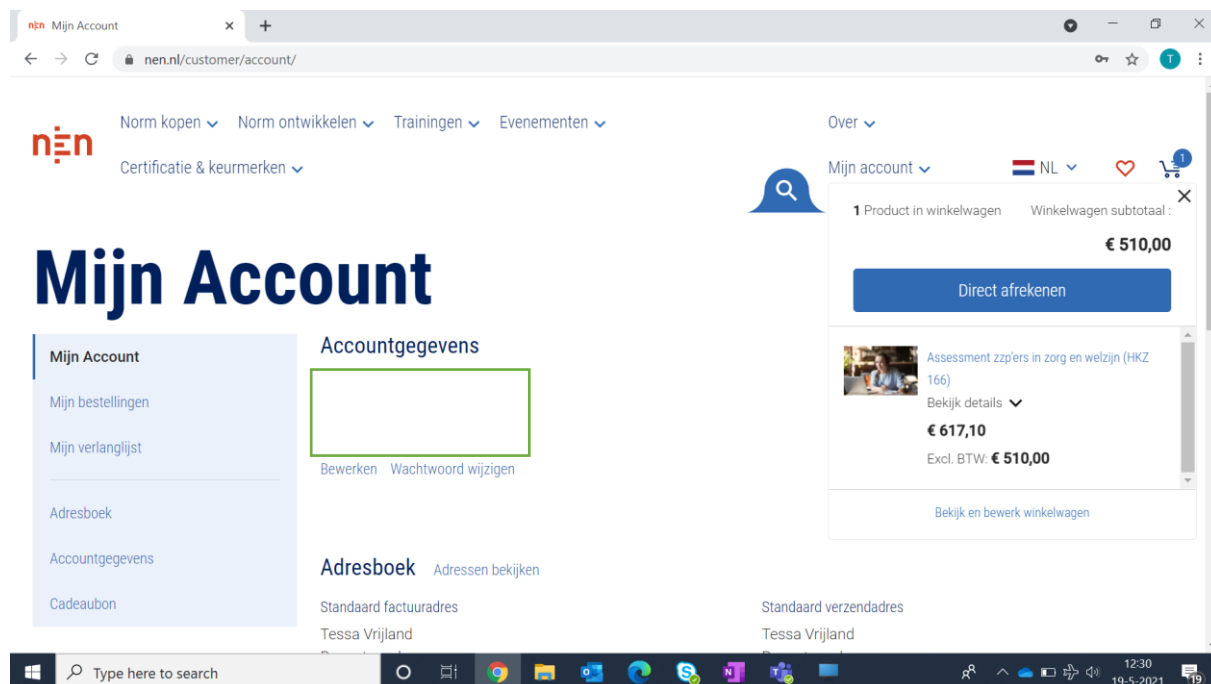 nen Mijn Account
nen.nl/customer/account/
T
nen
Norm kopen
Norm ontwikkelen
Trainingen
Evenementen
Over
Certificatie & keurmerken
Mijn account
NL
1
1 Product in winkelwagen
Winkelwagen subtotaal :
€ 510,00
Direct afrekenen
Assessment zzp'ers in zorg en welzijn (HKZ
166)
Bekijk details
€ 617,10
Excl. BTW: € 510,00
Bekijk en bewerk winkelwagen
Mijn Account
Mijn Account
Mijn bestellingen
Mijn verlanglijst
Adresboek
Accountgegevens
Cadeaubon
Accountgegevens
Bewerken Wachtwoord wijzigen
Adresboek Adressen bekijken
Standaard factuuradres
Tessa Vrijland
Standaard verzendadres
Tessa Vrijland
Type here to search
12:30
19-5-2021
19